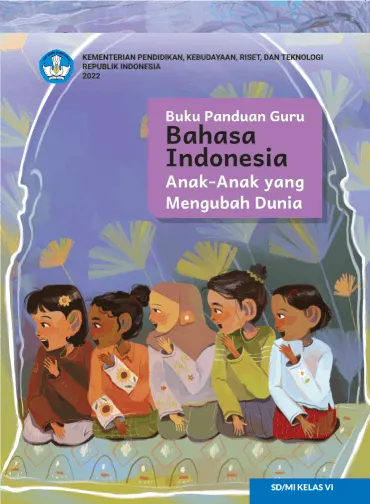 KEMENTERIAN PENDIDIKAN, KEBUDAYAAN, RISET, DAN TEKNOLOGI
REPUBLIK INDONESIA
2022
Buku Panduan Guru
Bahasa
Indonesia
Anak-Anak yang
Mengubah Dunia
SD/MI KELAS VI